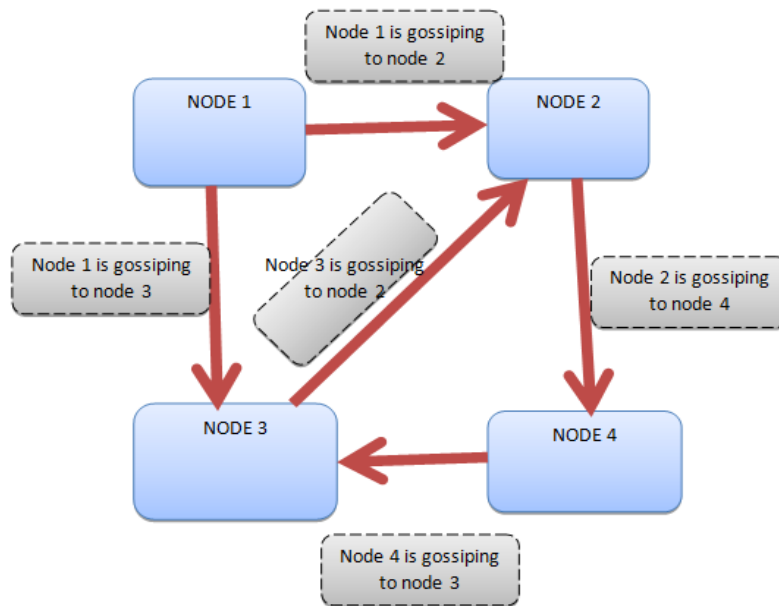 Node 1 is gossiping
to node 2
NODE 1
NODE 2
Node 1 is gossiping
to node 3
Node 3 is gossiping
to node 2
Node 2 is gossiping
to node 4
NODE 3
NODE 4
Node 4 is gossiping
to node 3